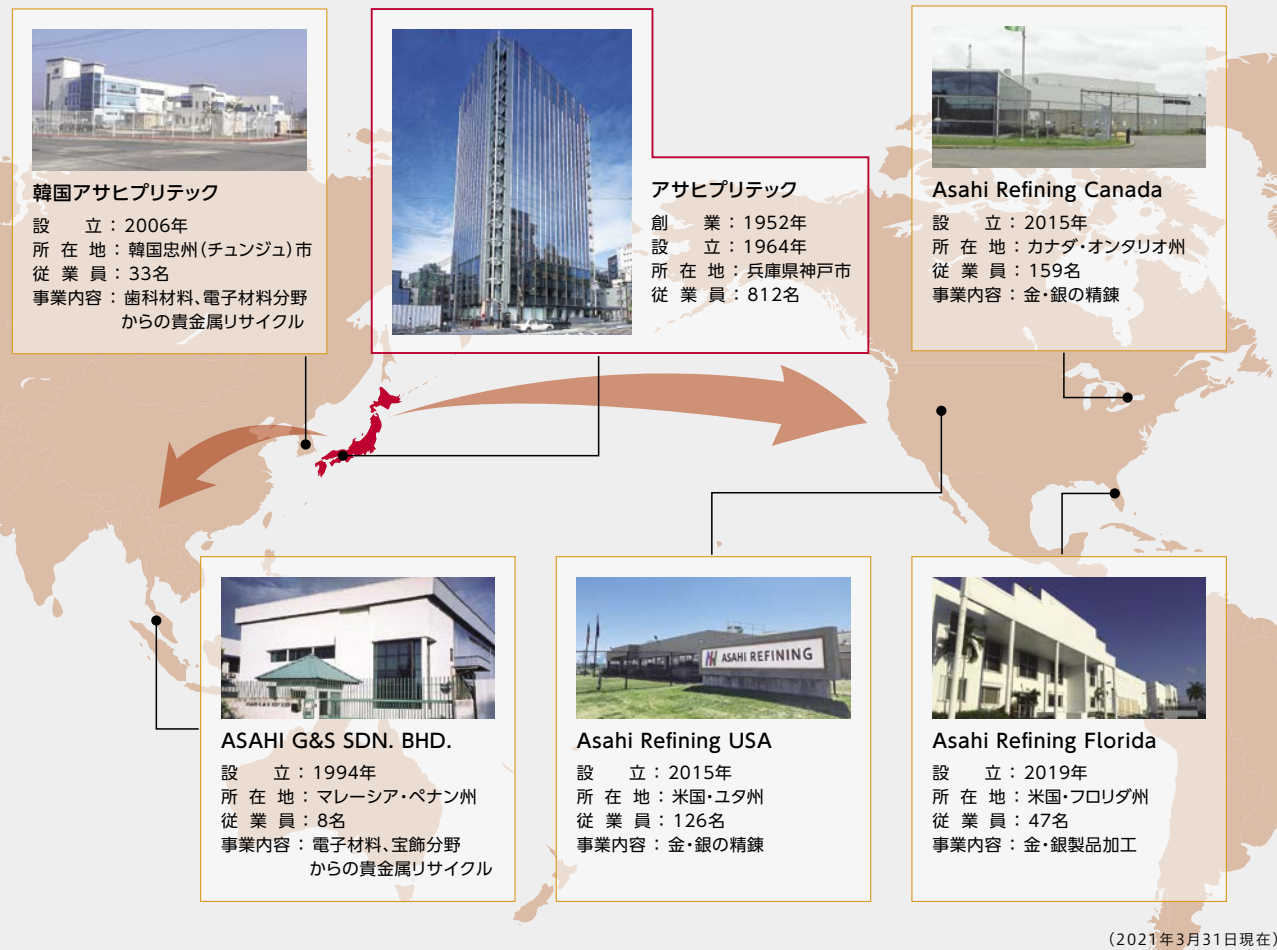 韓国アサヒプリテック
設　　立：2006年
所 在 地：韓国忠州(チュンジュ)市
従 業 員：33名
事業内容：歯科材料、電子材料分野
からの貴金属リサイクル
アサヒプリテック
創　　業：1952年
設　　立：1964年
所 在 地：兵庫県神戸市
従 業 員：812名
Asahi Refining Canada
設　　立：2015年
所 在 地：カナダ・オンタリオ州
従 業 員：159名
事業内容：金・銀の精錬
ASAHI G&S SDN. BHD.
設　　立：1994年
所 在 地：マレーシア・ペナン州
従 業 員：8名
事業内容：電子材料、宝飾分野
からの貴金属リサイクル
ASAHI REFINING
Asahi Refining USA
設　　立：2015年
所 在 地：米国・ユタ州
従 業 員：126名
事業内容：金・銀の精錬
Asahi Refining Florida
設　　立：2019年
所 在 地：米国・フロリダ州
従 業 員：47名
事業内容：金・銀製品加工
(2021年3月31日現在)